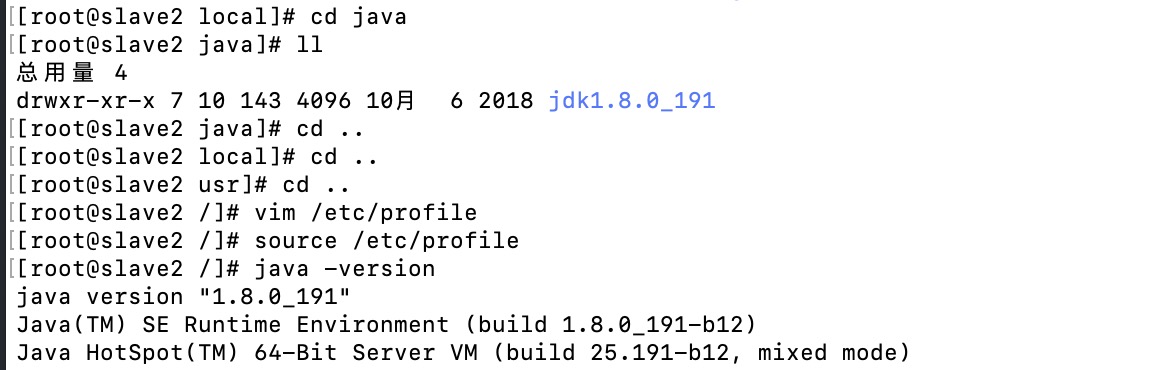 [[root@slave2 local]# cd java
[[root@slave2 java]# ll
总用量 4
drwxr-xr-x 7 10 143 4096 10月  6 2018 jdk1.8.0_191
[[root@slave2 java]# cd ..
[[root@slave2 local]# cd ..
[[root@slave2 usr]# cd ..
[[root@slave2 /]# vim /etc/profile
[[root@slave2 /]# source /etc/profile
[[root@slave2 /]# java -version
java version "1.8.0_191"
Java(TM) SE Runtime Environment (build 1.8.0_191-b12)
Java HotSpot(TM) 64-Bit Server VM (build 25.191-b12, mixed mode)